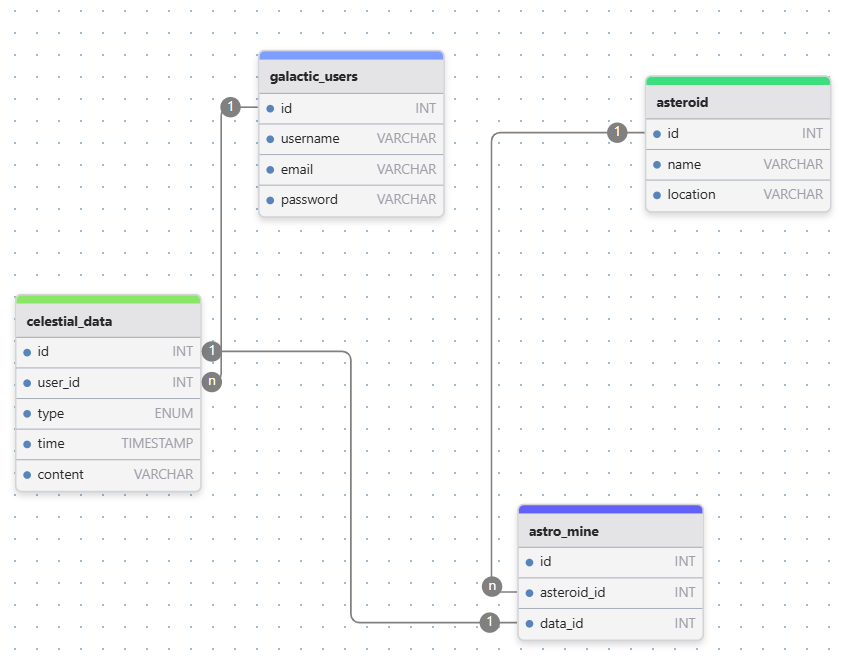 galactic_users
1 id INT
username VARCHAR
email VARCHAR
password VARCHAR
asteroid
1 id INT
name VARCHAR
location VARCHAR
celestial_data
id INT 1
user_id INT n
type ENUM
time TIMESTAMP
content VARCHAR
astro_mine
id INT
n asteroid_id INT
1 data_id INT